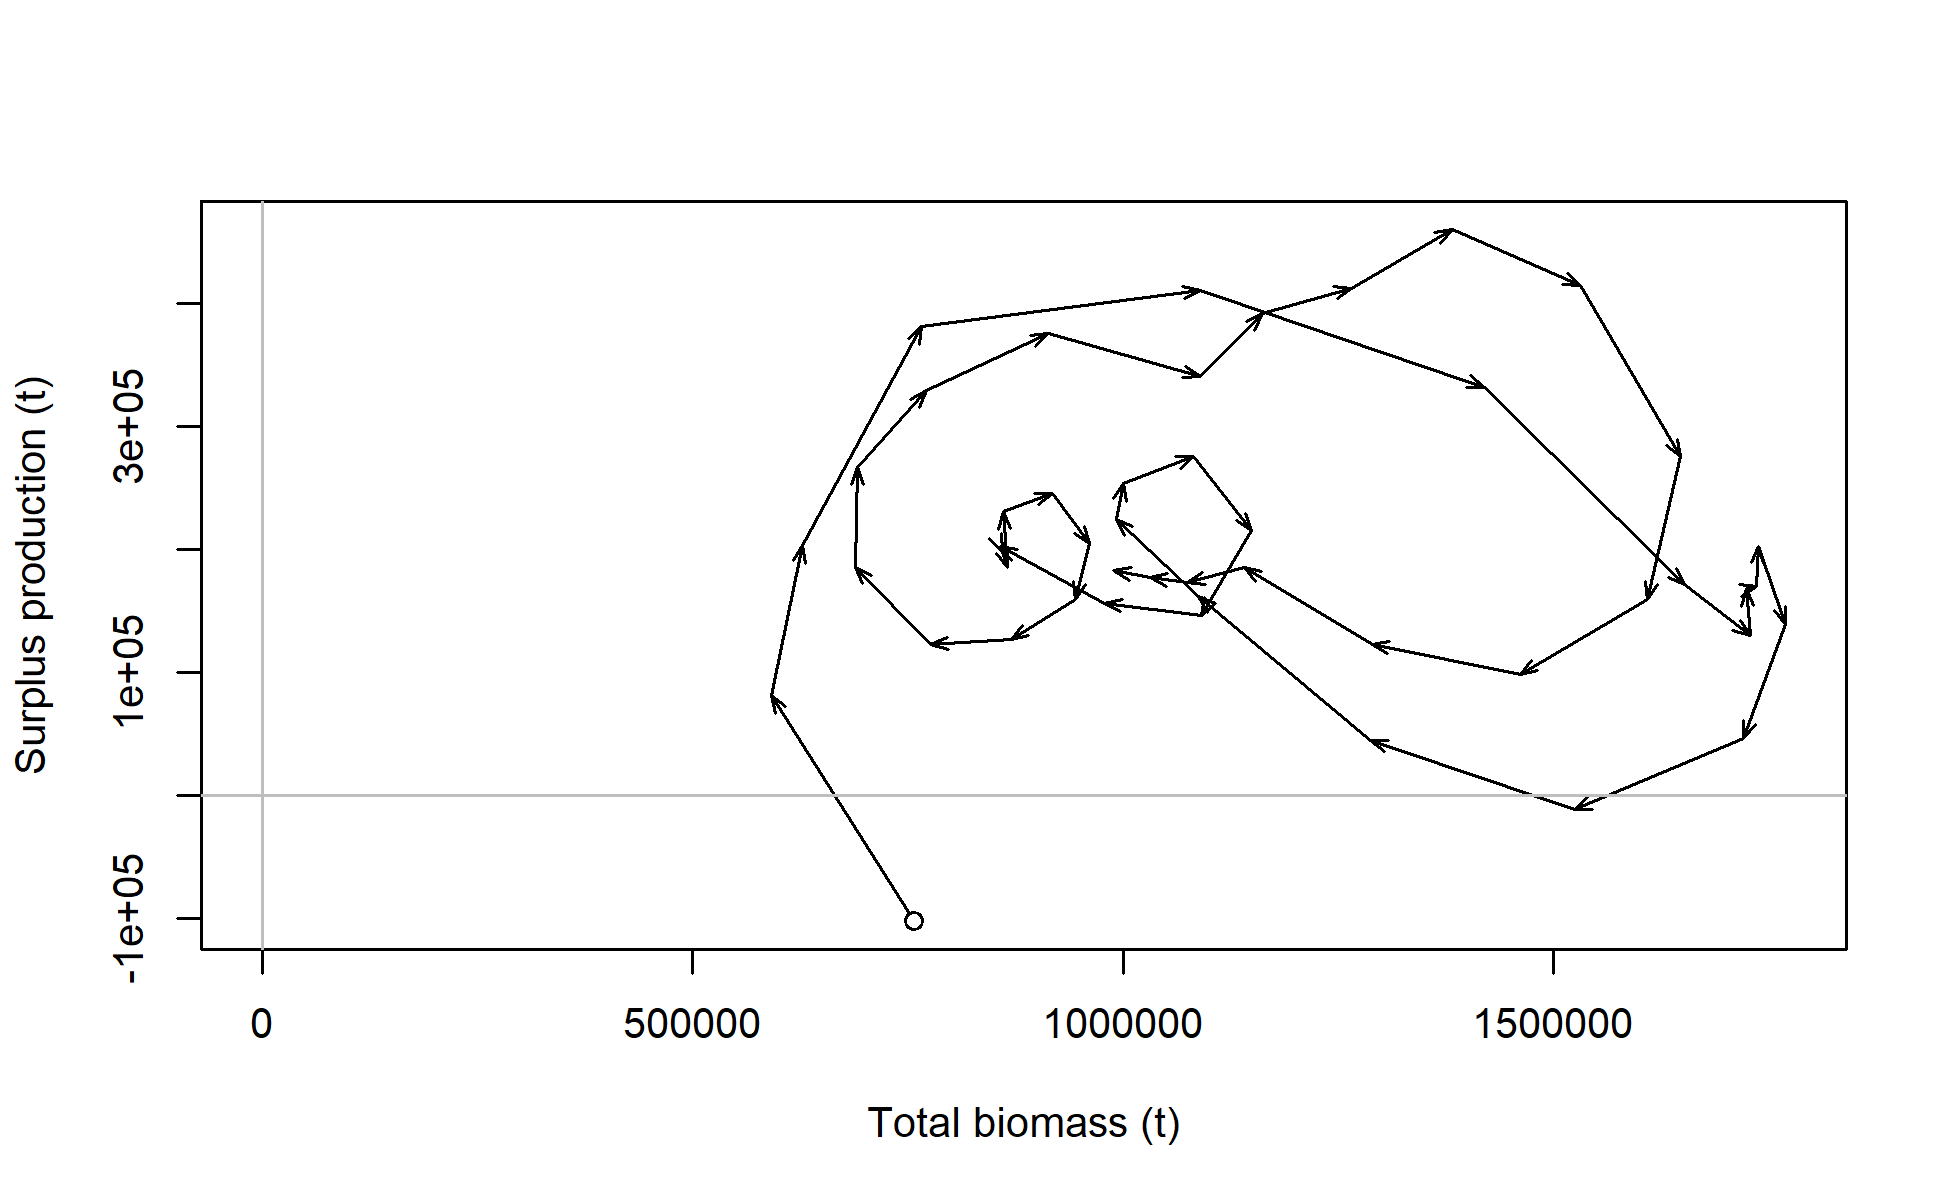 Surplus production (t)
3e+05
1e+05
-1e+05
0
500000
1000000
1500000
Total biomass (t)